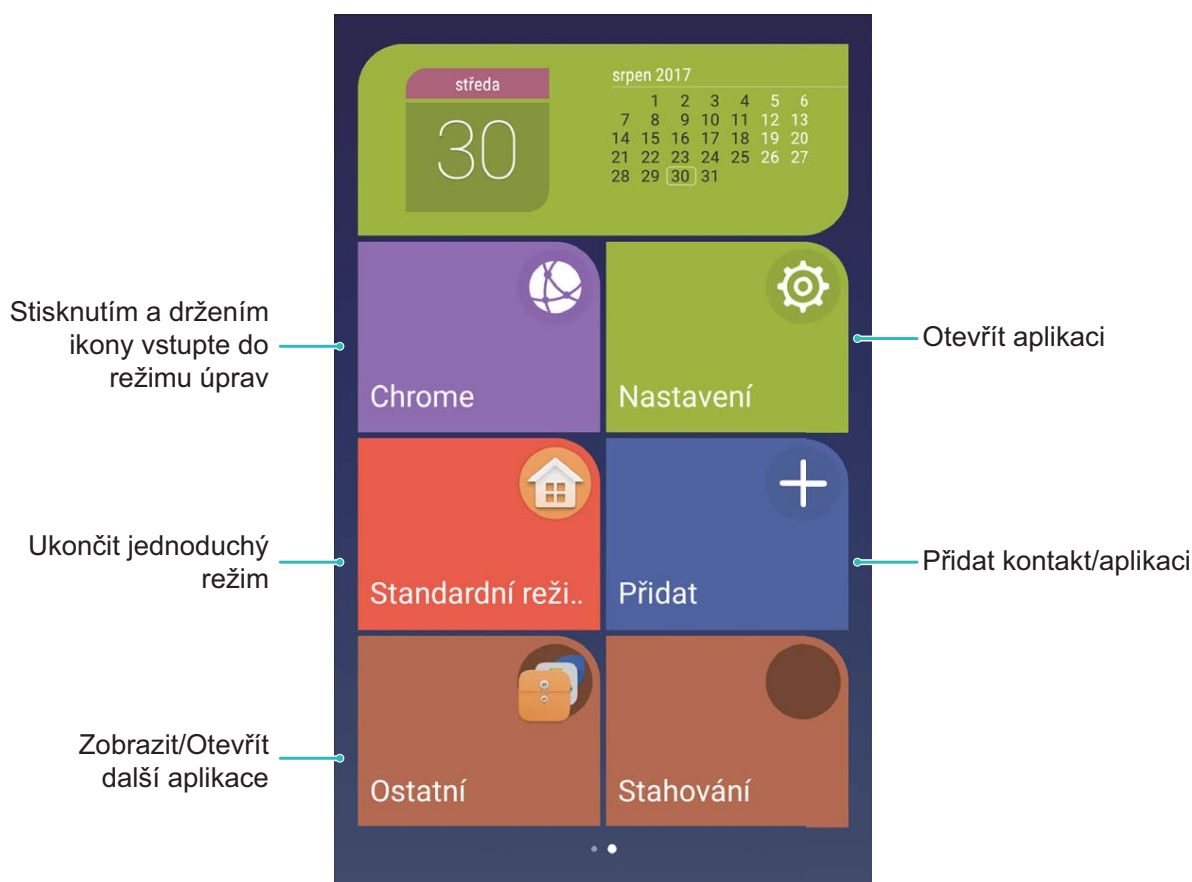 středa
30
srpen 2017
1 2 3 4 5 6
7 8 9 10 11 12 13
14 15 16 17 18 19 20
21 22 23 24 25 26 27
28 29 30 31
Stisknutím a držením
ikony vstupte do
režimu úprav
Chrome
Nastavení
Otevřít aplikaci
Ukončit jednoduchý
režim
Standardní reži..
Přidat
Přidat kontakt/aplikaci
Zobrazit/Otevřít
další aplikace
Ostatní
Stahování